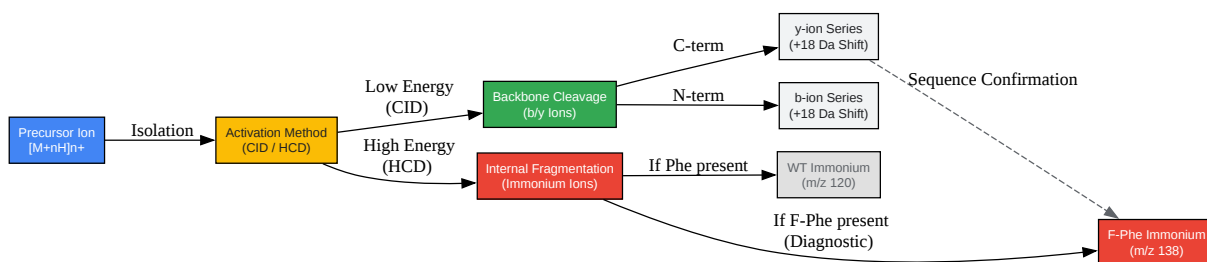 Precursor Ion
[M+nH]n+
Isolation
Activation Method
(CID / HCD)
Low Energy
(CID)
High Energy
(HCD)
Backbone Cleavage
(b/y Ions)
Internal Fragmentation
(Immonium Ions)
C-term
N-term
If Phe present
If F-Phe present
(Diagnostic)
y-ion Series
(+18 Da Shift)
b-ion Series
(+18 Da Shift)
WT Immonium
(m/z 120)
Sequence Confirmation
F-Phe Immonium
(m/z 138)